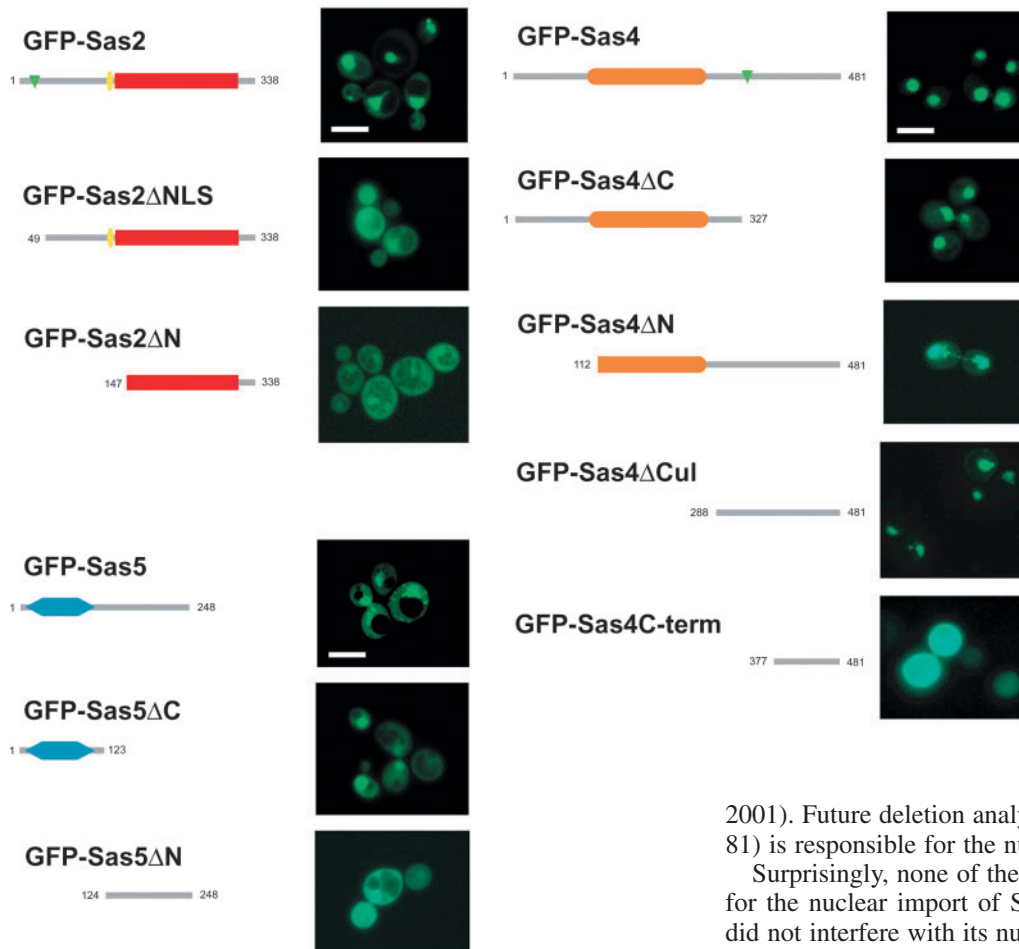 GFP-Sas2
1 338
GFP-Sas2ΔNLS
49 338
GFP-Sas2ΔN
147 338
GFP-Sas5
1 248
GFP-Sas5ΔC
1 123
GFP-Sas5ΔN
124 248
GFP-Sas4
1 481
GFP-Sas4ΔC
1 327
GFP-Sas4ΔN
112 481
GFP-Sas4ΔCul
288 481
GFP-Sas4C-term
377 481
2001). Future deletion analy
81) is responsible for the nu
Surprisingly, none of the
for the nuclear import of S
did not interfere with its nu